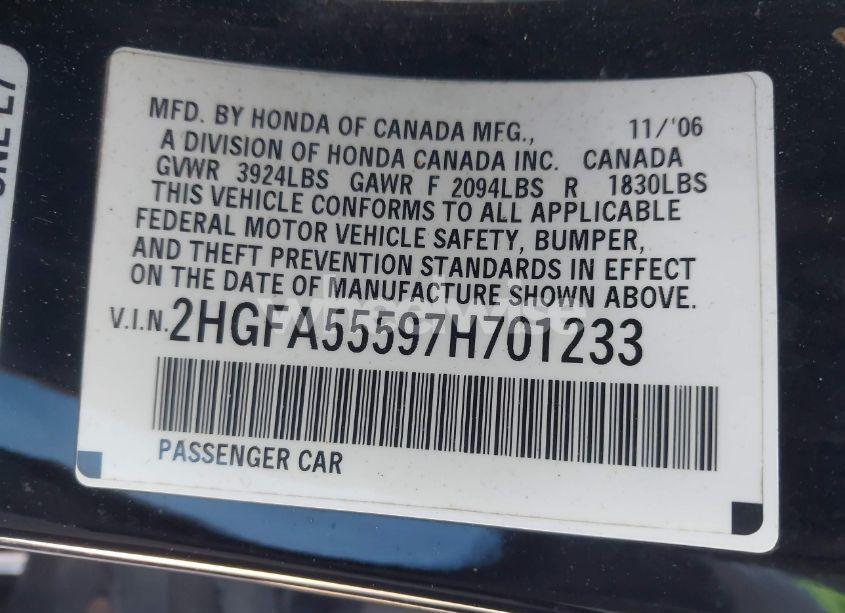 MFD. BY HONDA OF CANADA MFG., 11/'06
A DIVISION OF HONDA CANADA INC. CANADA
GVWR 3924LBS GAWR F 2094LBS R 1830LBS
THIS VEHICLE CONFORMS TO ALL APPLICABLE
FEDERAL MOTOR VEHICLE SAFETY, BUMPER,
AND THEFT PREVENTION STANDARDS IN EFFECT
ON THE DATE OF MANUFACTURE SHOWN ABOVE.
V.I.N. 2HGFA55597H701233
PASSENGER CAR